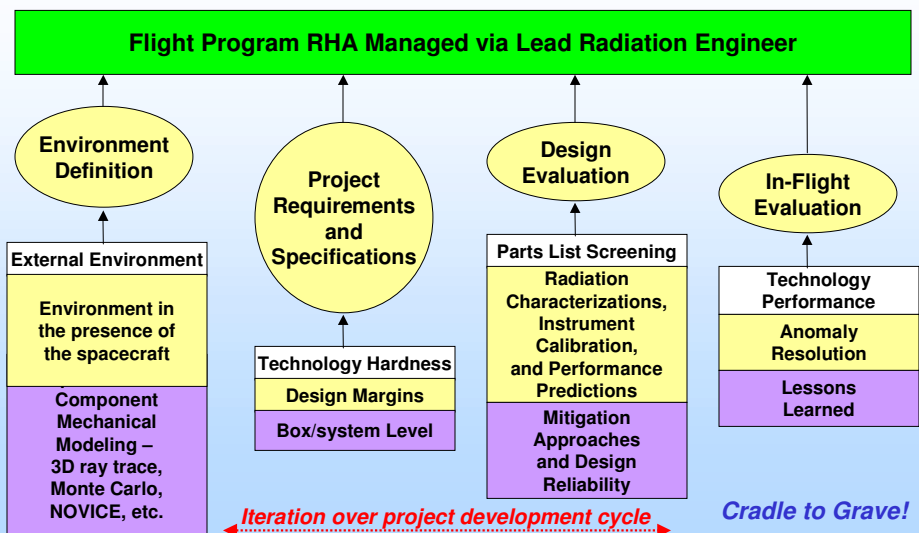 Flight Program RHA Managed via Lead Radiation Engineer
Environment
Definition
External Environment
Environment in
the presence of
the spacecraft
Component
Mechanical
Modeling –
3D ray trace,
Monte Carlo,
NOVICE, etc.
Project
Requirements
and
Specifications
Technology Hardness
Design Margins
Box/system Level
Design
Evaluation
Parts List Screening
Radiation
Characterizations,
Instrument
Calibration,
and Performance
Predictions
Mitigation
Approaches
and Design
Reliability
In-Flight
Evaluation
Technology
Performance
Anomaly
Resolution
Lessons
Learned
Iteration over project development cycle
Cradle to Grave!